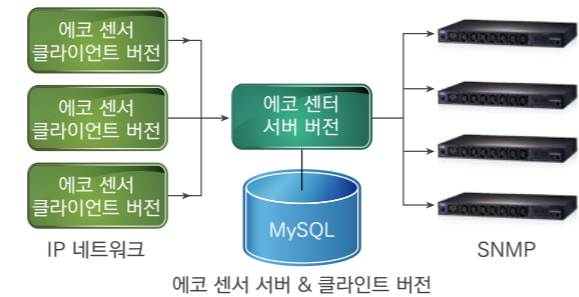 에코 센서
클라이언트 버전
에코 센서
클라이언트 버전
에코 센서
클라이언트 버전
IP 네트워크
에코 센터
서버 버전
MySQL
SNMP
에코 센서 서버 & 클라인트 버전